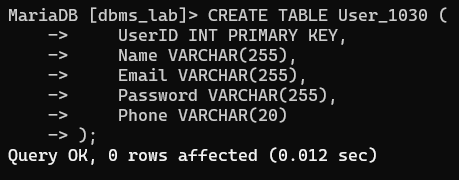 MariaDB [dbms_lab]> CREATE TABLE User_1030 (
    ->     UserID INT PRIMARY KEY,
    ->     Name VARCHAR(255),
    ->     Email VARCHAR(255),
    ->     Password VARCHAR(255),
    ->     Phone VARCHAR(20)
    -> );
Query OK, 0 rows affected (0.012 sec)